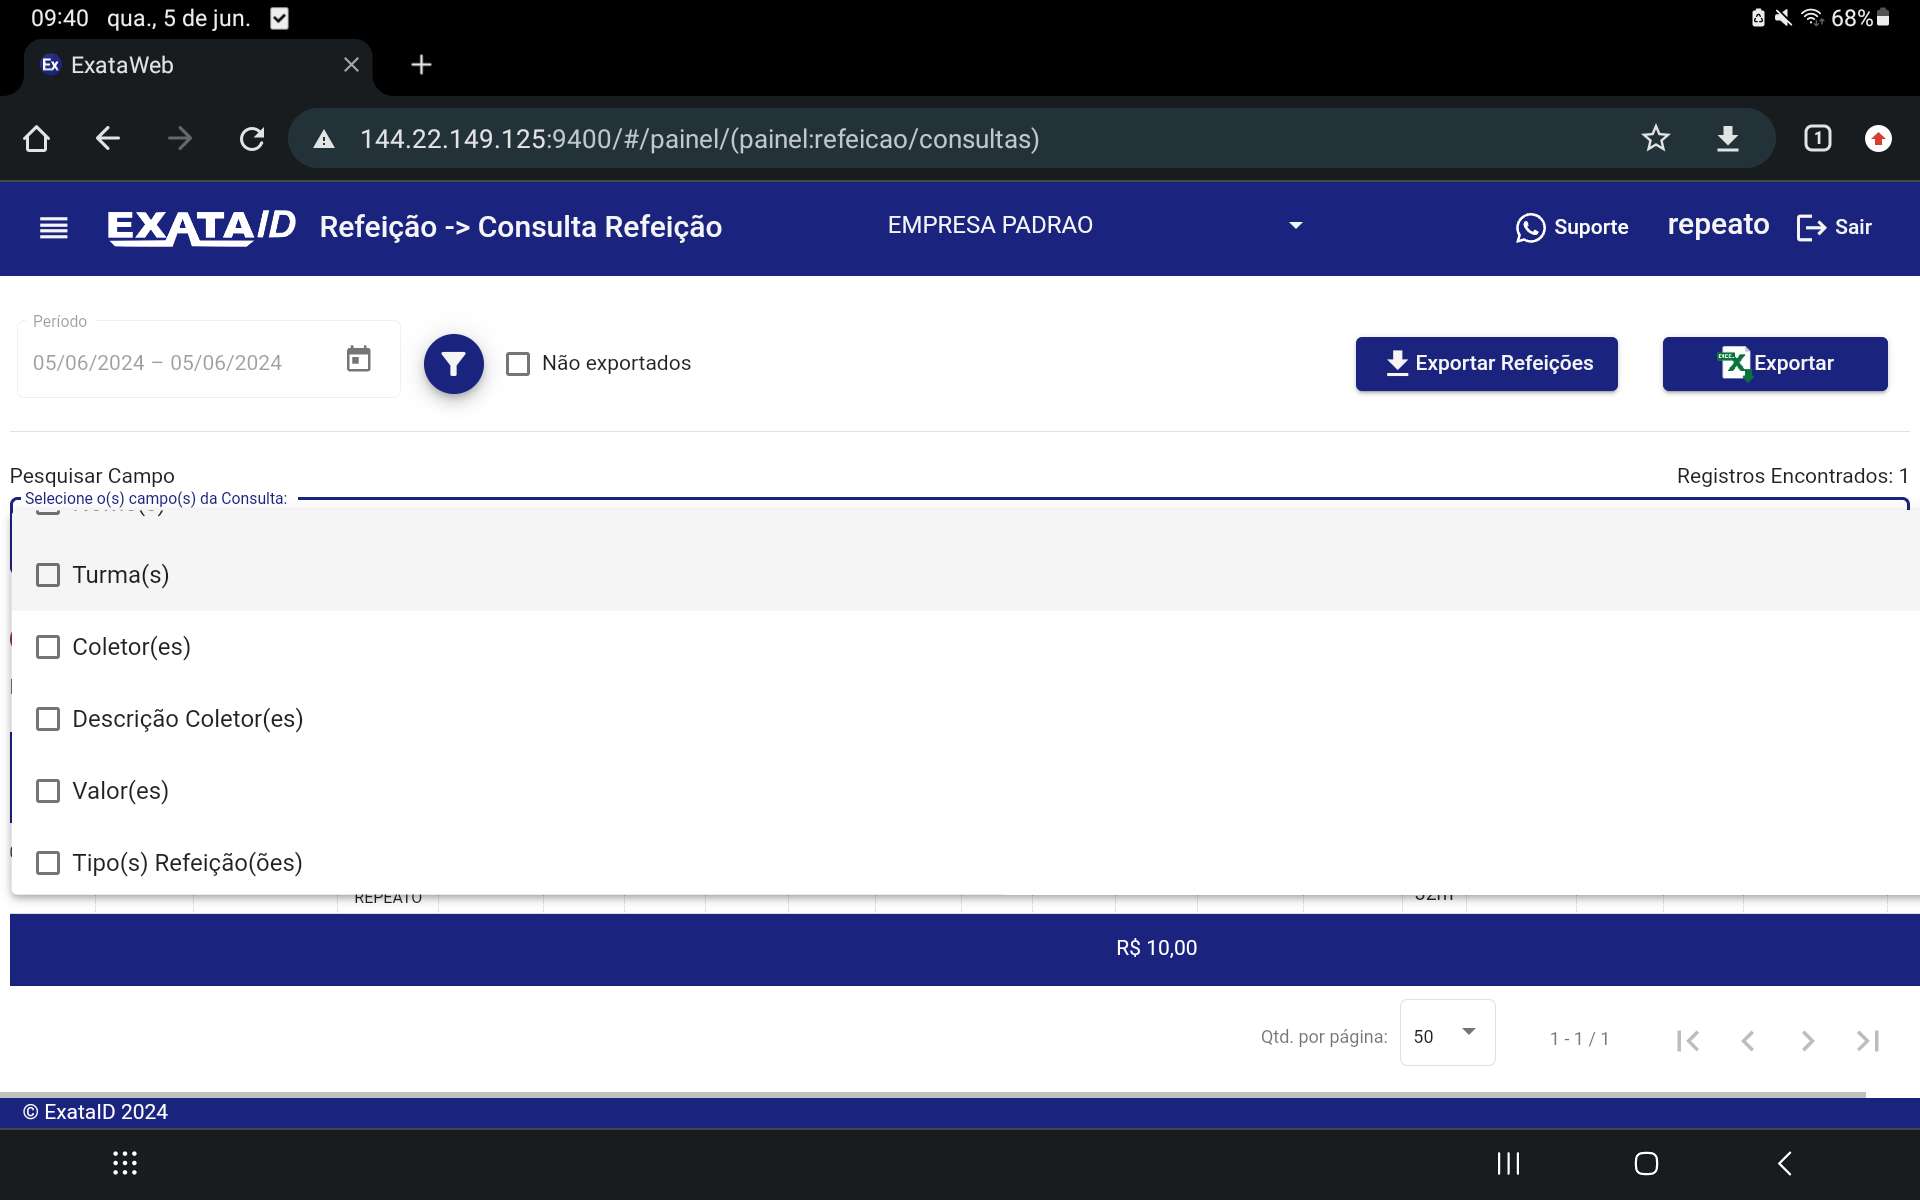 09:40 qua., 5 de jun. 68%
Ex ExataWeb
144.22.149.125:9400/#/painel/(painel:refeicao/consultas) 1
EXATAID Refeição -> Consulta Refeição EMPRESA PADRAO Suporte repeato Sair
Período
05/06/2024 – 05/06/2024 Não exportados Exportar Refeições Exportar
Pesquisar Campo Registros Encontrados: 1
Selecione o(s) campo(s) da Consulta:
Turma(s)
Coletor(es)
Descrição Coletor(es)
Valor(es)
Tipo(s) Refeição(ões)
REPEATO
R$ 10,00
Qtd. por página: 50 1 - 1 / 1
© ExataID 2024